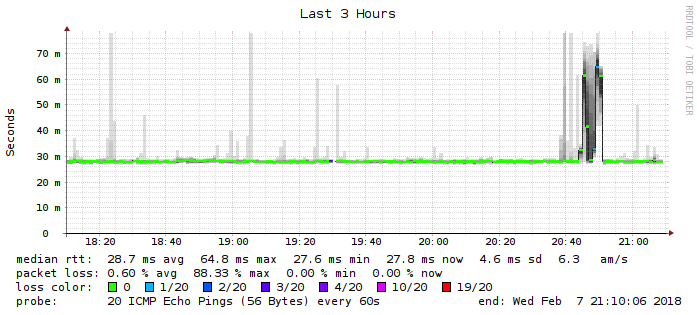 Last 3 Hours
RRDTOOL / TOBI OETIKER
Seconds
70 m
60 m
50 m
40 m
30 m
20 m
10 m
0
18:20 18:40 19:00 19:20 19:40 20:00 20:20 20:40 21:00
median rtt: 28.7 ms avg 64.8 ms max 27.6 ms min 27.8 ms now 4.6 ms sd 6.3 am/s
packet loss: 0.60 % avg 88.33 % max 0.00 % min 0.00 % now
loss color: 0 1/20 2/20 3/20 4/20 10/20 19/20
probe: 20 ICMP Echo Pings (56 Bytes) every 60s end: Wed Feb 7 21:10:06 2018